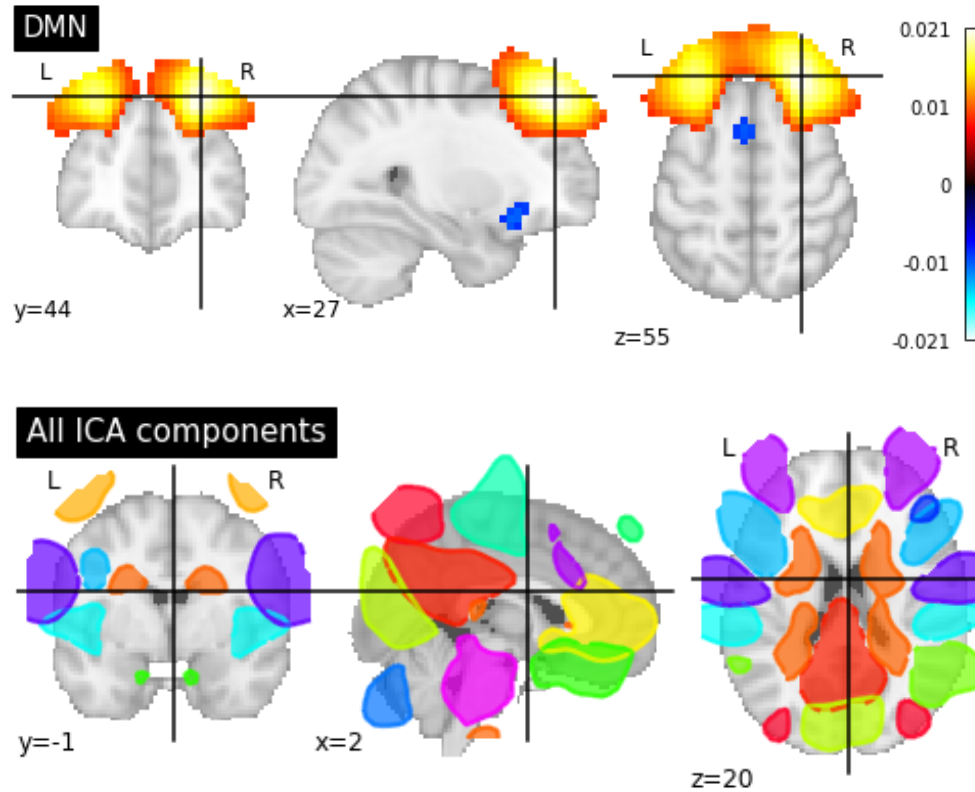 DMN
L R
L R
0.021
0.01
0
-0.01
-0.021
y=44
x=27
z=55
All ICA components
L R
L R
y=-1
x=2
z=20